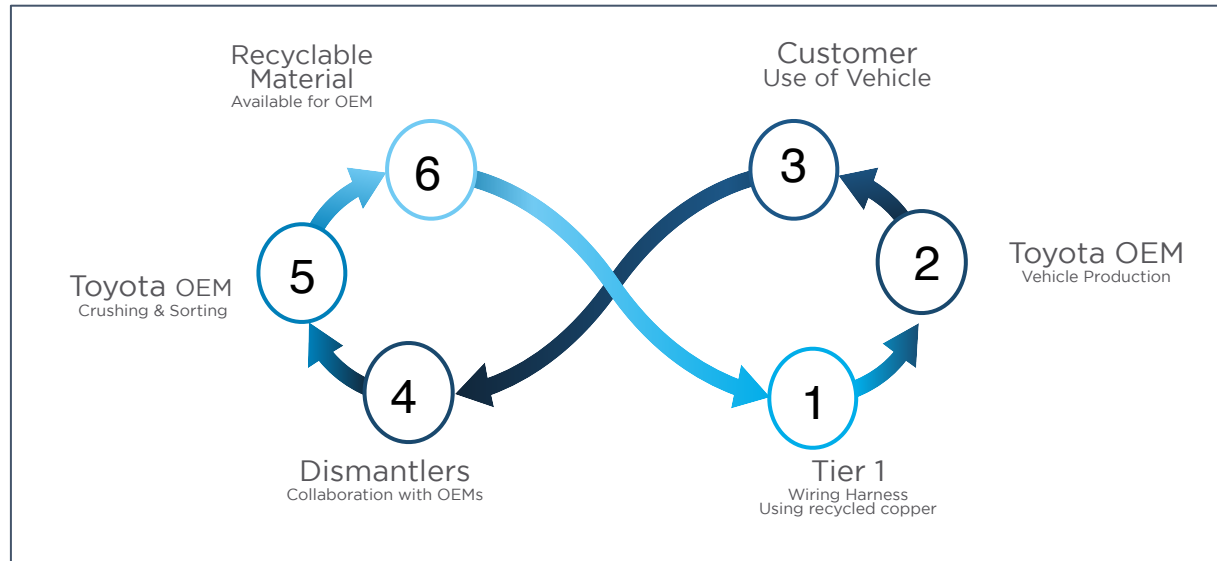 Recyclable
Material
Available for OEM
Customer
Use of Vehicle
6
3
Toyota OEM
Crushing & Sorting
5
2
Toyota OEM
Vehicle Production
4
1
Dismantlers
Collaboration with OEMs
Tier 1
Wiring Harness
Using recycled copper